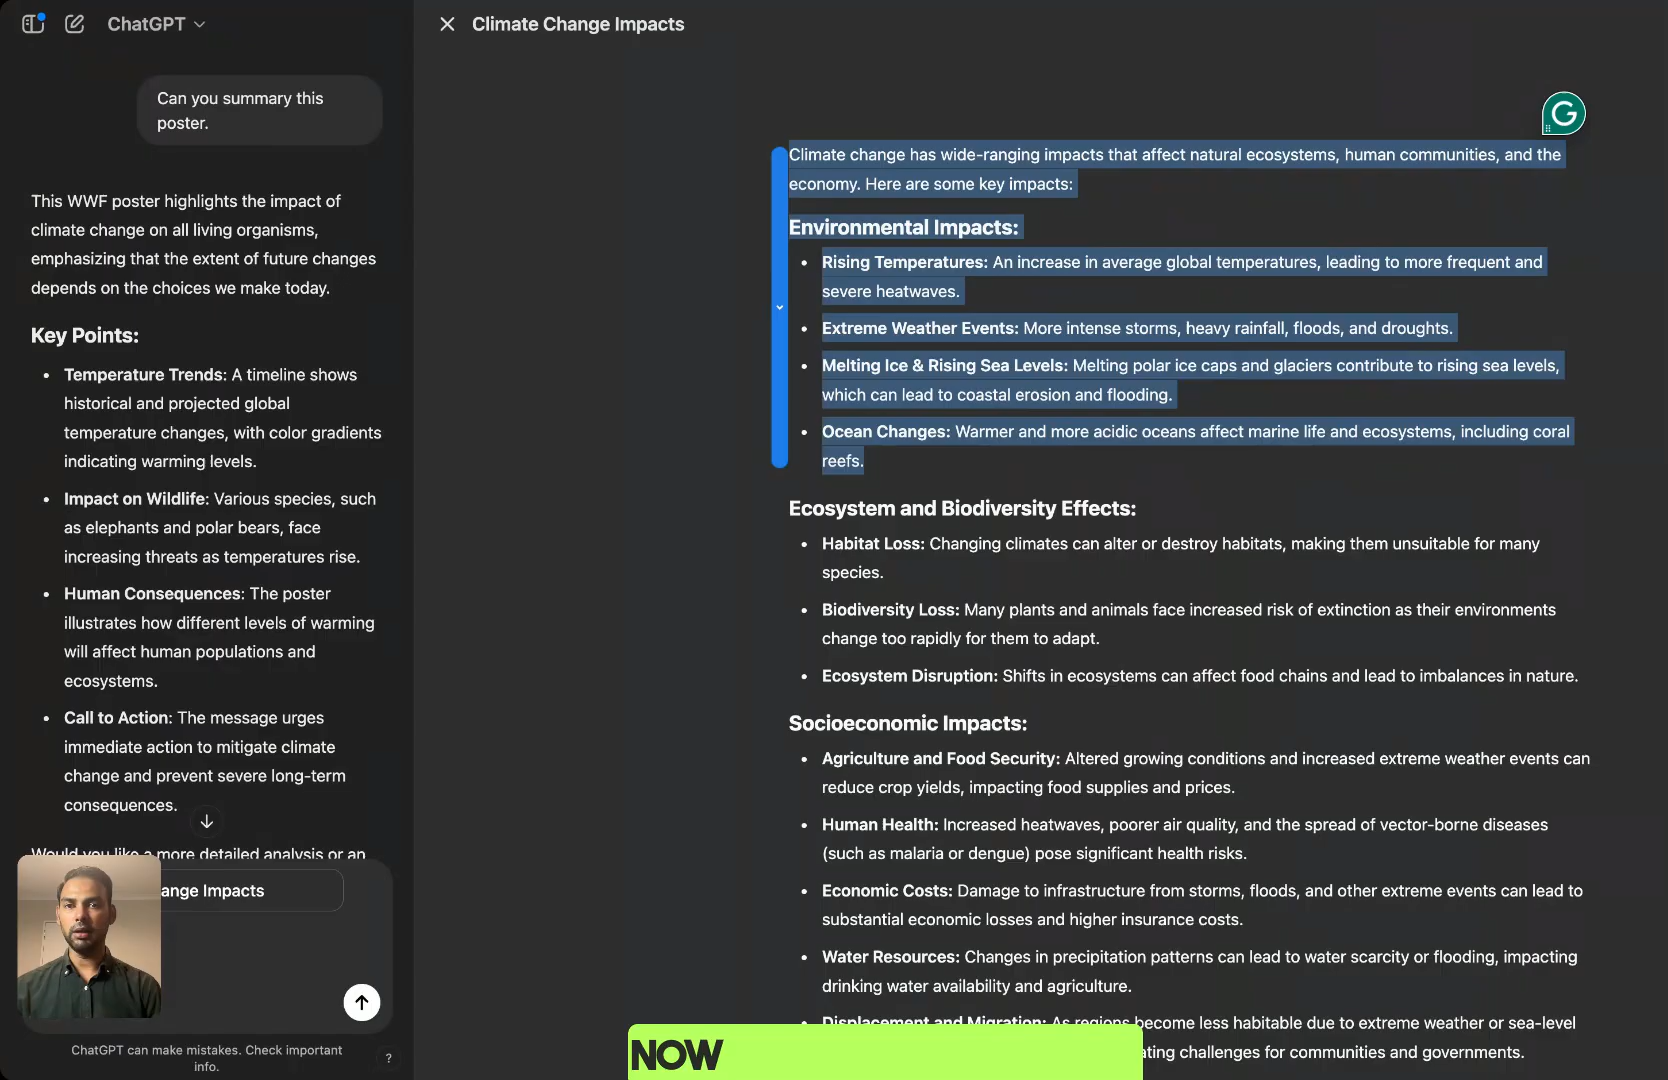 ChatGPT
Climate Change Impacts
Can you summary this
poster.
This WWF poster highlights the impact of
climate change on all living organisms,
emphasizing that the extent of future changes
depends on the choices we make today.
Key Points:
Temperature Trends: A timeline shows
historical and projected global
temperature changes, with color gradients
indicating warming levels.
Impact on Wildlife: Various species, such
as elephants and polar bears, face
increasing threats as temperatures rise.
Human Consequences: The poster
illustrates how different levels of warming
will affect human populations and
ecosystems.
Call to Action: The message urges
immediate action to mitigate climate
change and prevent severe long-term
consequences.
Would you like a more detailed analysis or an
ange Impacts
ChatGPT can make mistakes. Check important
info.
?
G
Climate change has wide-ranging impacts that affect natural ecosystems, human communities, and the
economy. Here are some key impacts:
Environmental Impacts:
Rising Temperatures: An increase in average global temperatures, leading to more frequent and
severe heatwaves.
Extreme Weather Events: More intense storms, heavy rainfall, floods, and droughts.
Melting Ice & Rising Sea Levels: Melting polar ice caps and glaciers contribute to rising sea levels,
which can lead to coastal erosion and flooding.
Ocean Changes: Warmer and more acidic oceans affect marine life and ecosystems, including coral
reefs.
Ecosystem and Biodiversity Effects:
Habitat Loss: Changing climates can alter or destroy habitats, making them unsuitable for many
species.
Biodiversity Loss: Many plants and animals face increased risk of extinction as their environments
change too rapidly for them to adapt.
Ecosystem Disruption: Shifts in ecosystems can affect food chains and lead to imbalances in nature.
Socioeconomic Impacts:
Agriculture and Food Security: Altered growing conditions and increased extreme weather events can
reduce crop yields, impacting food supplies and prices.
Human Health: Increased heatwaves, poorer air quality, and the spread of vector-borne diseases
(such as malaria or dengue) pose significant health risks.
Economic Costs: Damage to infrastructure from storms, floods, and other extreme events can lead to
substantial economic losses and higher insurance costs.
Water Resources: Changes in precipitation patterns can lead to water scarcity or flooding, impacting
drinking water availability and agriculture.
Displacement and Migration: As regions become less habitable due to extreme weather or sea-level
ating challenges for communities and governments.
NOW